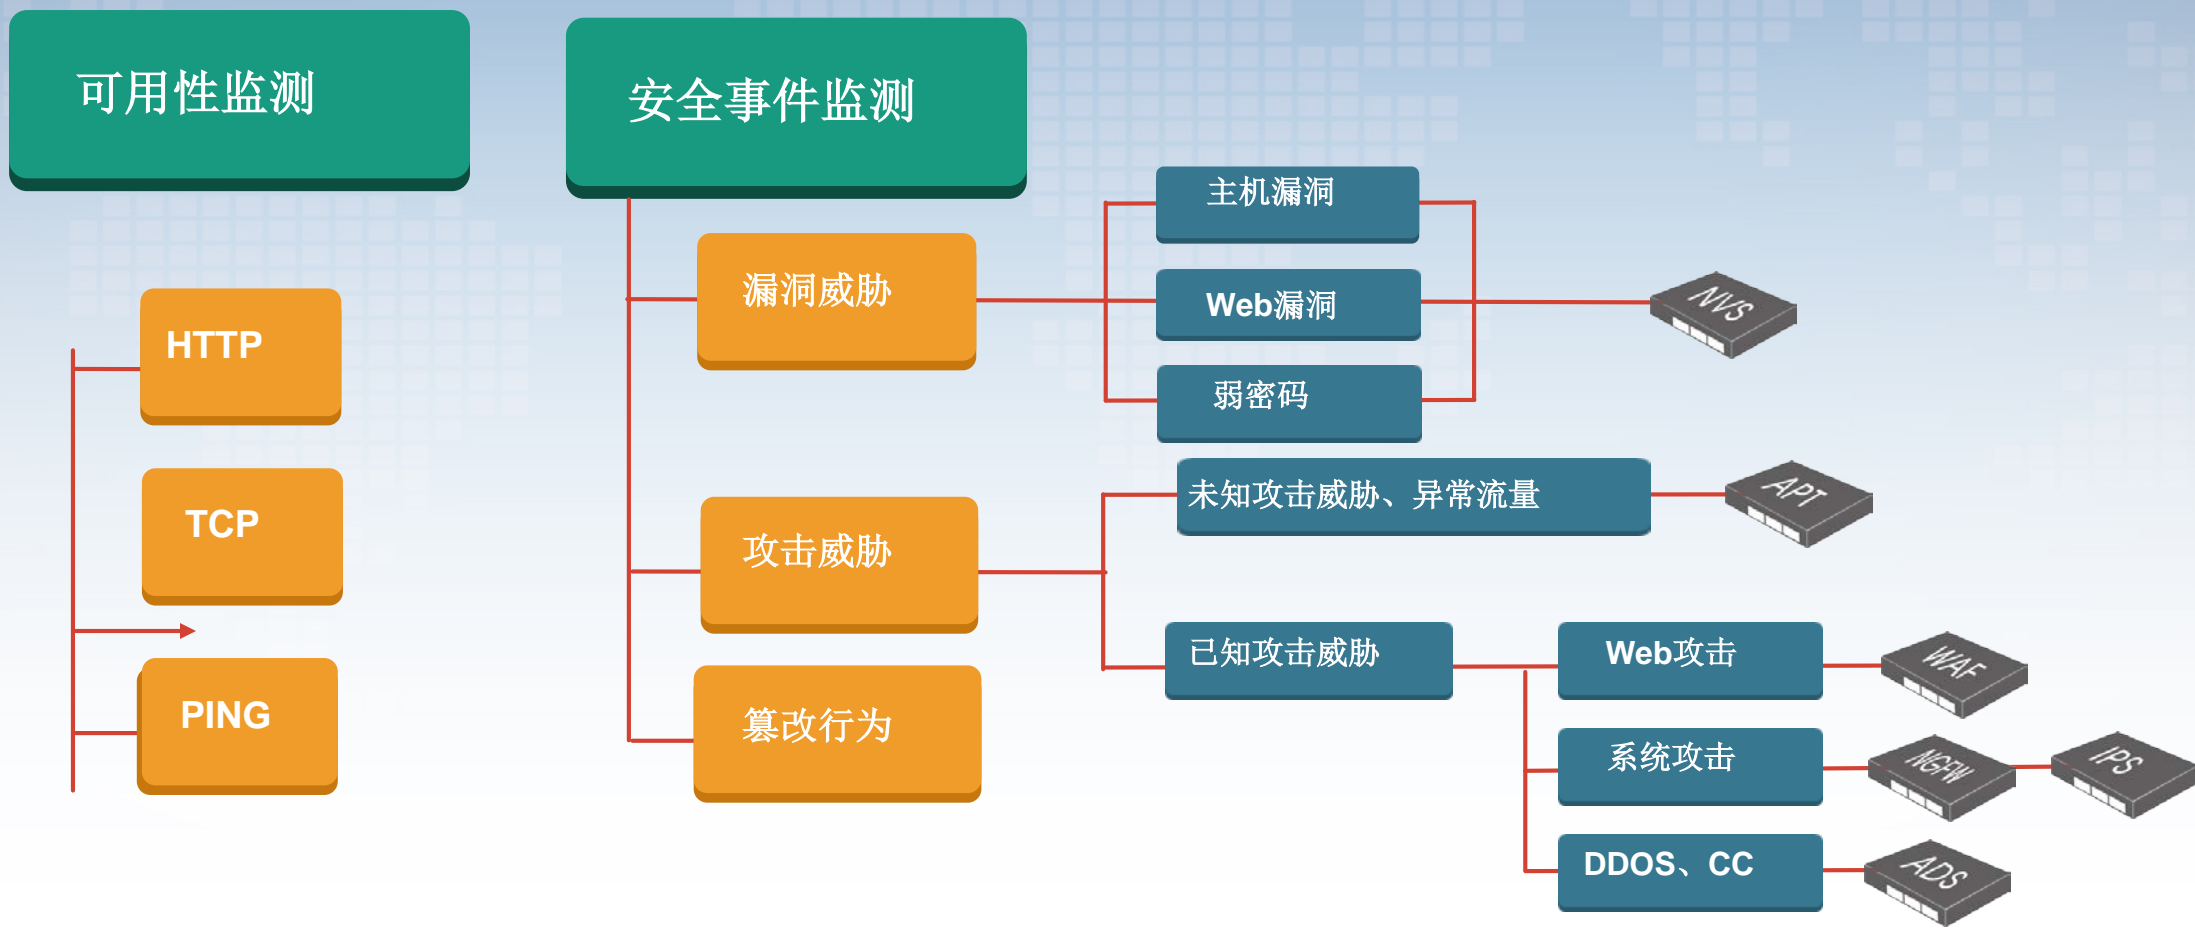 可用性监测
HTTP
TCP
PING
安全事件监测
漏洞威胁
主机漏洞
Web漏洞
弱密码
NVS
攻击威胁
未知攻击威胁、异常流量
APT
已知攻击威胁
Web攻击
WAF
系统攻击
NGFW
IPS
DDOS、CC
ADS
篡改行为